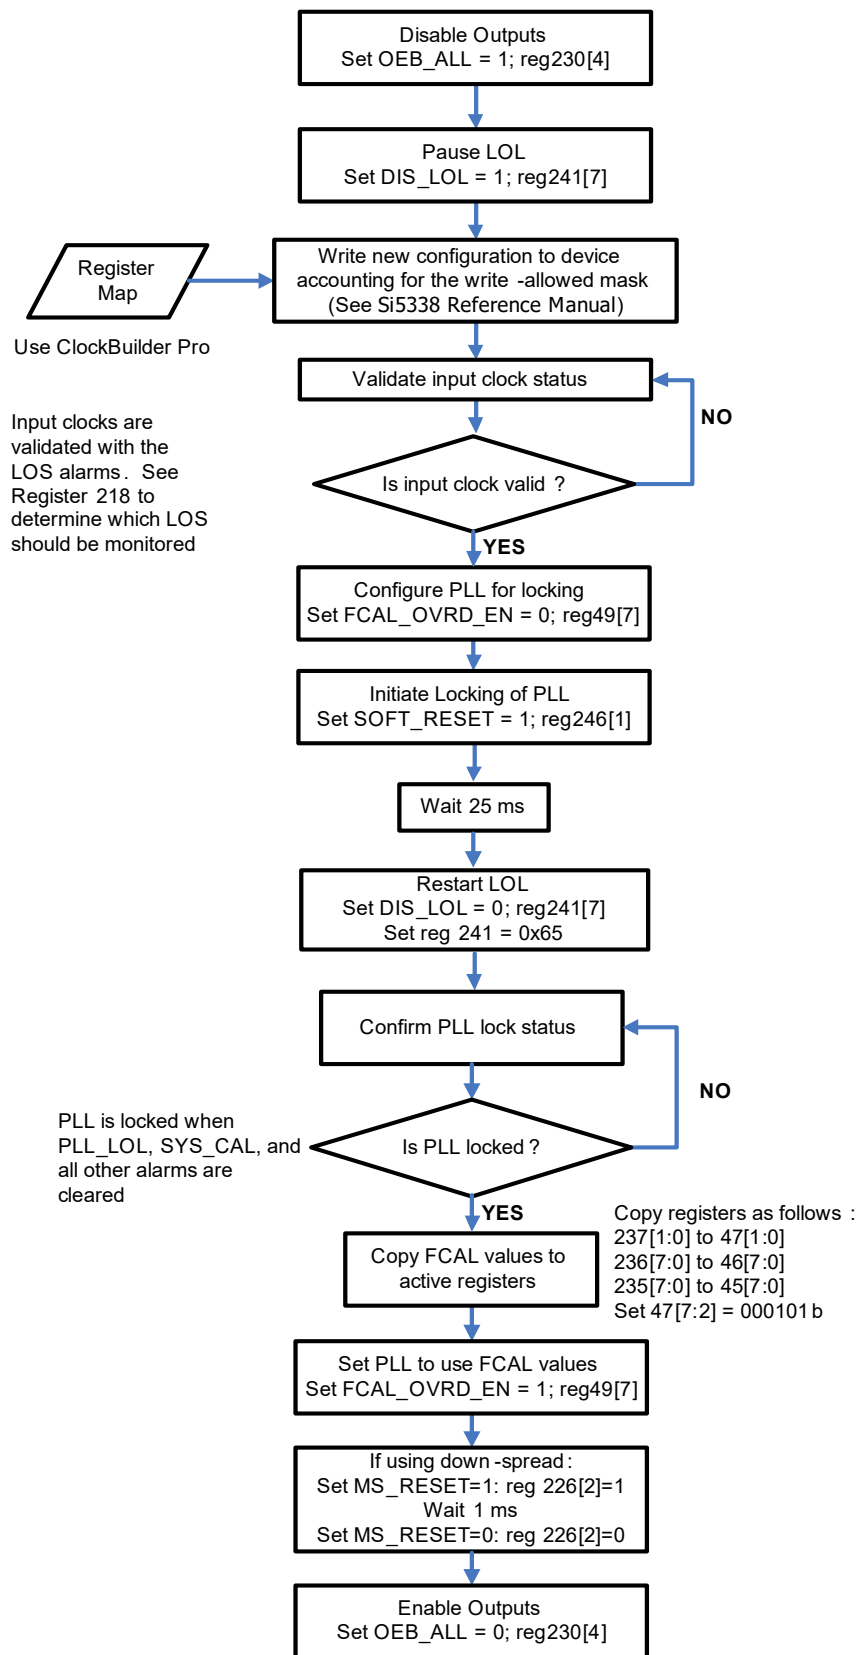 Disable Outputs
Set OEB_ALL = 1; reg230[4]
Pause LOL
Set DIS_LOL = 1; reg241[7]
Register
Map
Use ClockBuilder Pro
Write new configuration to device
accounting for the write -allowed mask
(See Si5338 Reference Manual)
Validate input clock status
NO
Input clocks are
validated with the
LOS alarms. See
Register 218 to
determine which LOS
should be monitored
Is input clock valid ?
YES
Configure PLL for locking
Set FCAL_OVRD_EN = 0; reg49[7]
Initiate Locking of PLL
Set SOFT_RESET = 1; reg246[1]
Wait 25 ms
Restart LOL
Set DIS_LOL = 0; reg241[7]
Set reg 241 = 0x65
Confirm PLL lock status
NO
PLL is locked when
PLL_LOL, SYS_CAL, and
all other alarms are
cleared
Is PLL locked ?
YES
Copy FCAL values to
active registers
Copy registers as follows :
237[1:0] to 47[1:0]
236[7:0] to 46[7:0]
235[7:0] to 45[7:0]
Set 47[7:2] = 000101 b
Set PLL to use FCAL values
Set FCAL_OVRD_EN = 1; reg49[7]
If using down -spread :
Set MS_RESET=1: reg 226[2]=1
Wait 1 ms
Set MS_RESET=0: reg 226[2]=0
Enable Outputs
Set OEB_ALL = 0; reg230[4]